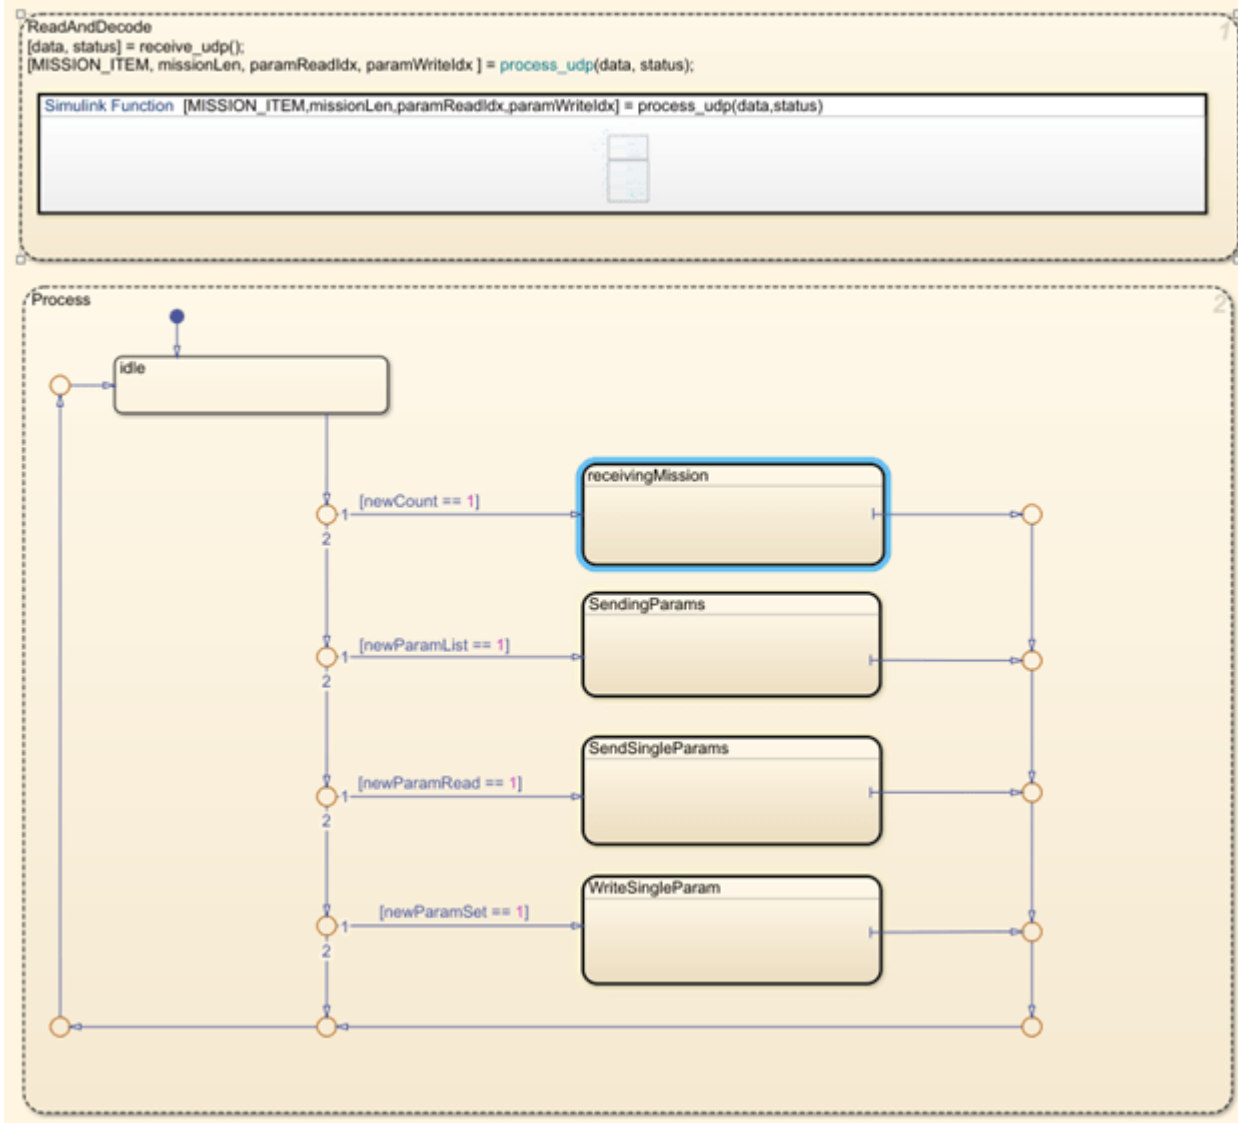 ReadAndDecode
1
[data, status] = receive_udp();
[MISSION_ITEM, missionLen, paramReadIdx, paramWriteIdx ] = process_udp(data, status);
Simulink Function [MISSION_ITEM,missionLen,paramReadIdx,paramWriteIdx] = process_udp(data,status)
Process
2
idle
receivingMission
[newCount == 1]
1
2
SendingParams
[newParamList == 1]
1
2
SendSingleParams
[newParamRead == 1]
1
2
WriteSingleParam
[newParamSet == 1]
1
2